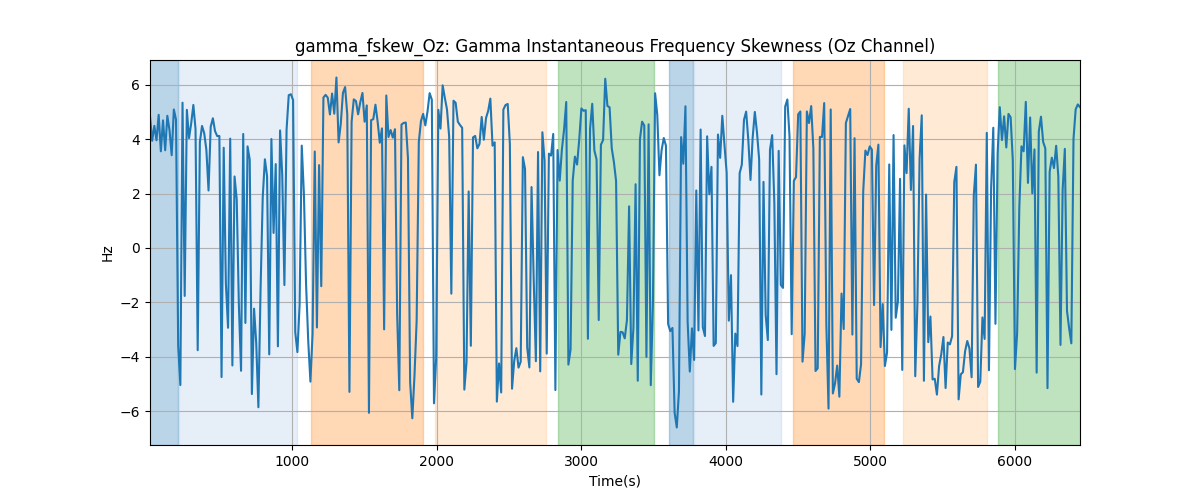 gamma_fskew_Oz: Gamma Instantaneous Frequency Skewness (Oz Channel)
6
4
2
0
−2
−4
−6
Hz
1000 2000 3000 4000 5000 6000
Time(s)